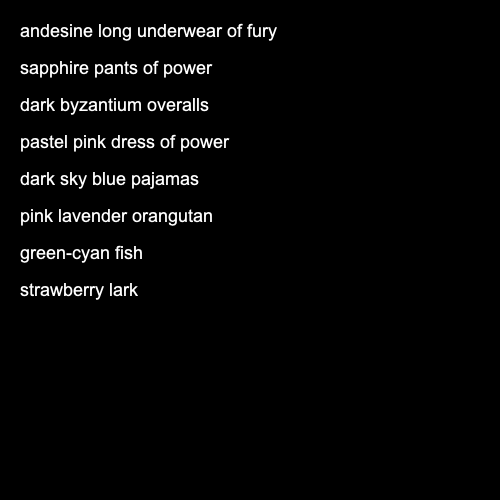 andesine long underwear of fury
sapphire pants of power
dark byzantium overalls
pastel pink dress of power
dark sky blue pajamas
pink lavender orangutan
green-cyan fish
strawberry lark